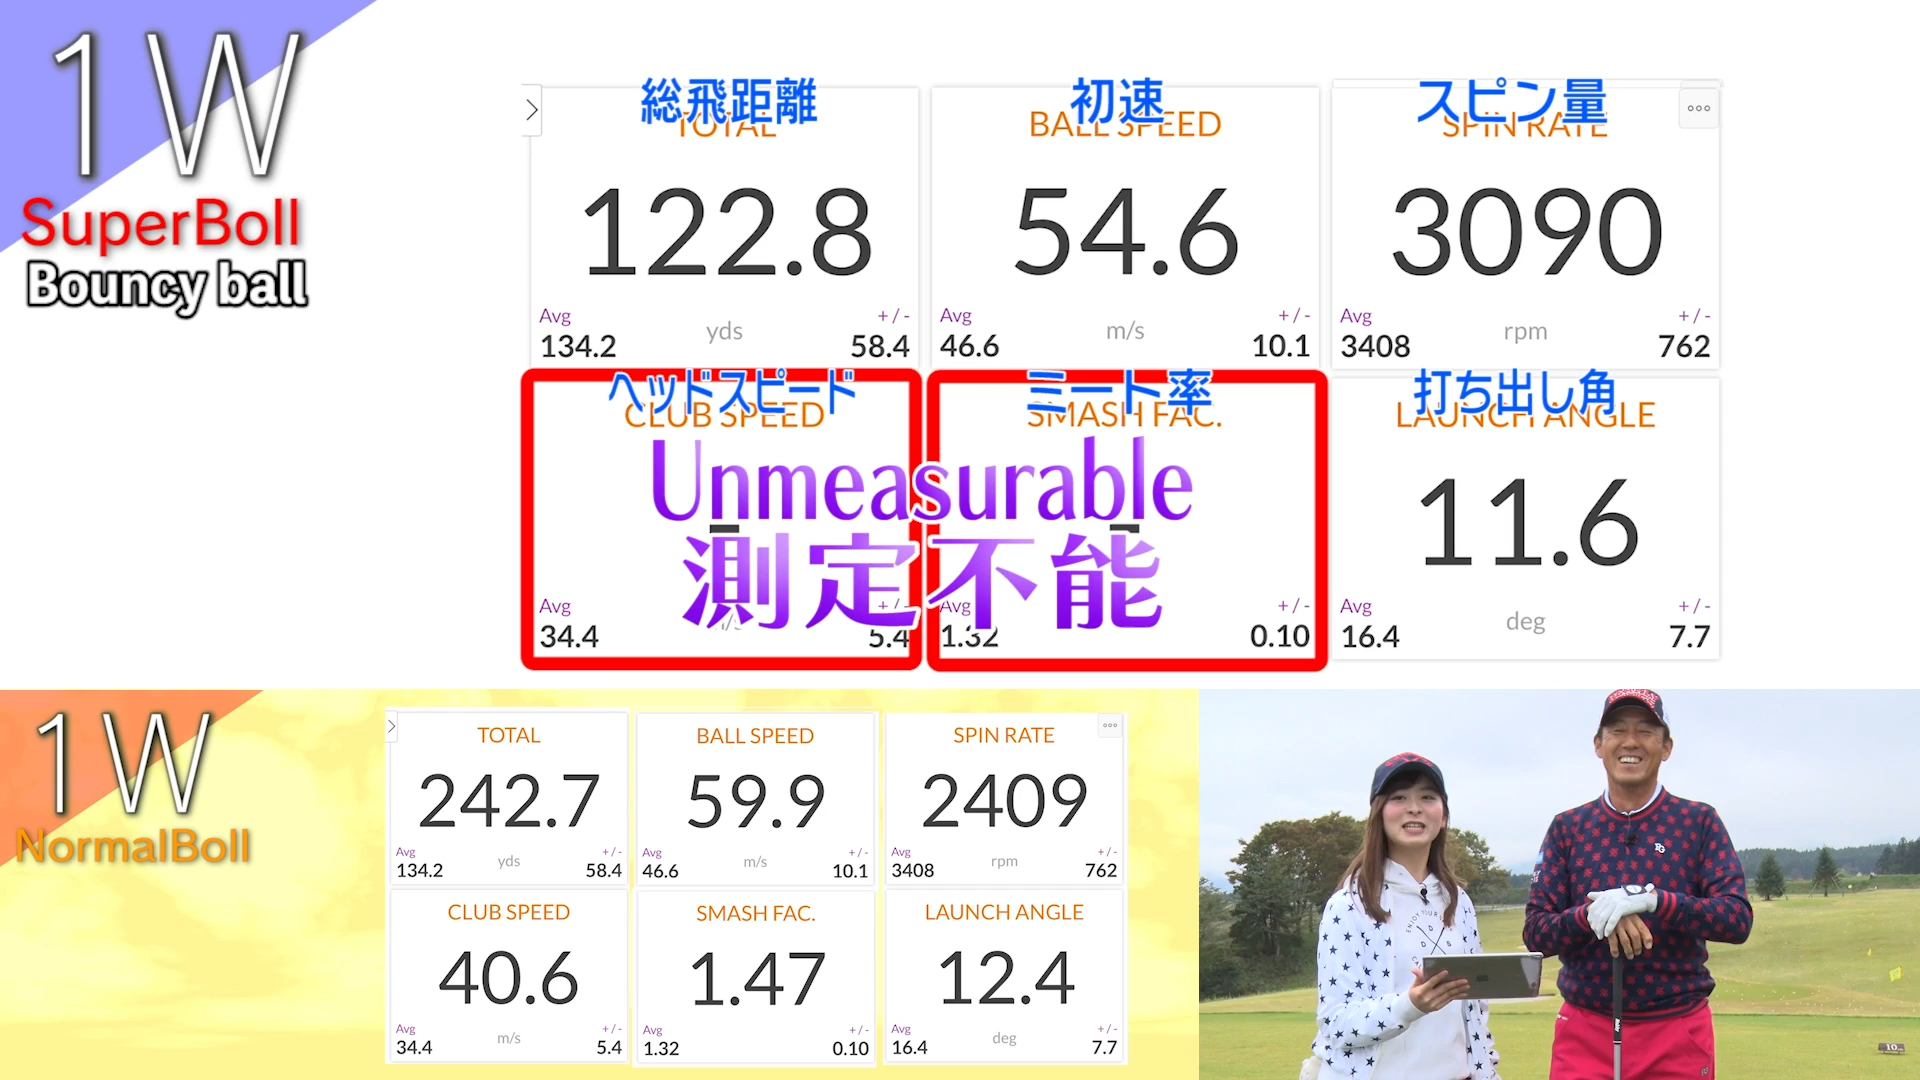 1W
SuperBoll
Bouncy ball
総飛距離
TOTAL
122.8
Avg
134.2
yds
+/-
58.4
初速
BALL SPEED
54.6
Avg
46.6
m/s
+/-
10.1
スピン量
SPIN RATE
3090
Avg
3408
rpm
+/-
762
ヘッドスピード
CLUB SPEED
Avg
34.4
+/-
5.4
ミート率
SMASH FAC.
Avg
1.32
+/-
0.10
Unmeasurable
測定不能
打ち出し角
LAUNCH ANGLE
11.6
Avg
16.4
deg
+/-
7.7
1W
NormalBoll
TOTAL
242.7
Avg
134.2
yds
+/-
58.4
BALL SPEED
59.9
Avg
46.6
m/s
+/-
10.1
SPIN RATE
2409
Avg
3408
rpm
+/-
762
CLUB SPEED
40.6
Avg
34.4
m/s
+/-
5.4
SMASH FAC.
1.47
Avg
1.32
+/-
0.10
LAUNCH ANGLE
12.4
Avg
16.4
deg
+/-
7.7
10